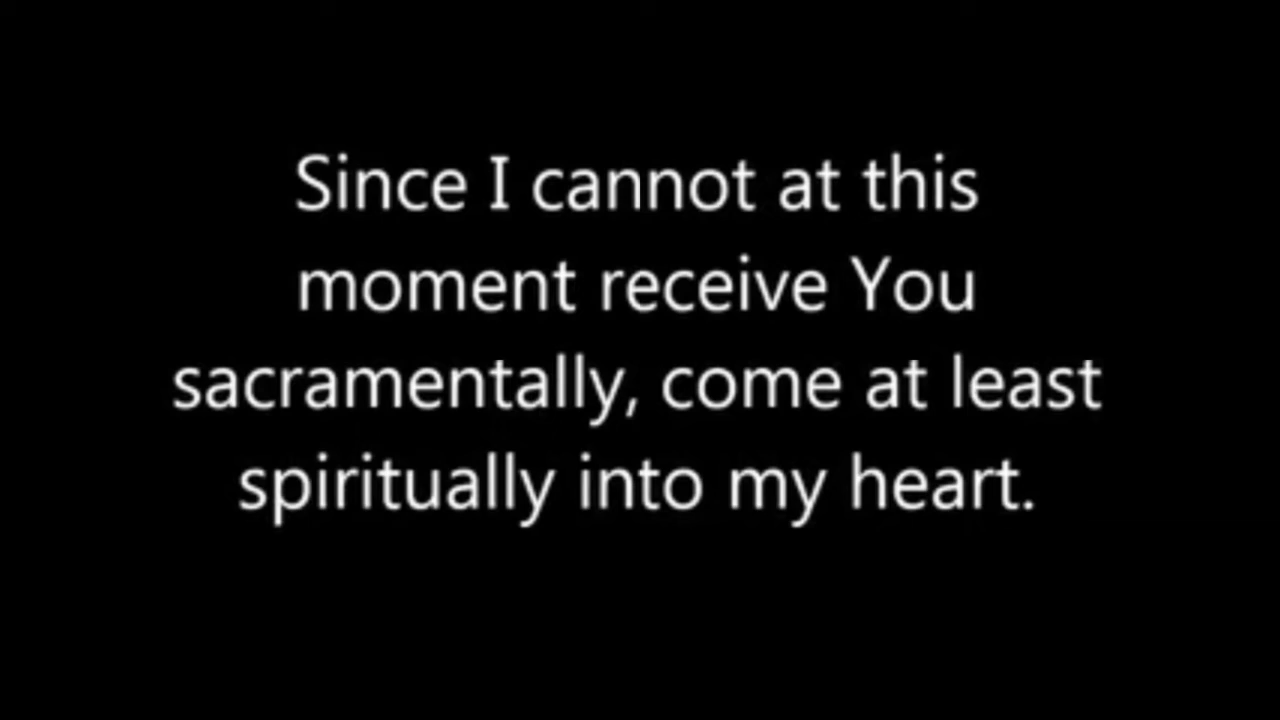 Since I cannot at this
moment receive You
sacramentally, come at least
spiritually into my heart.